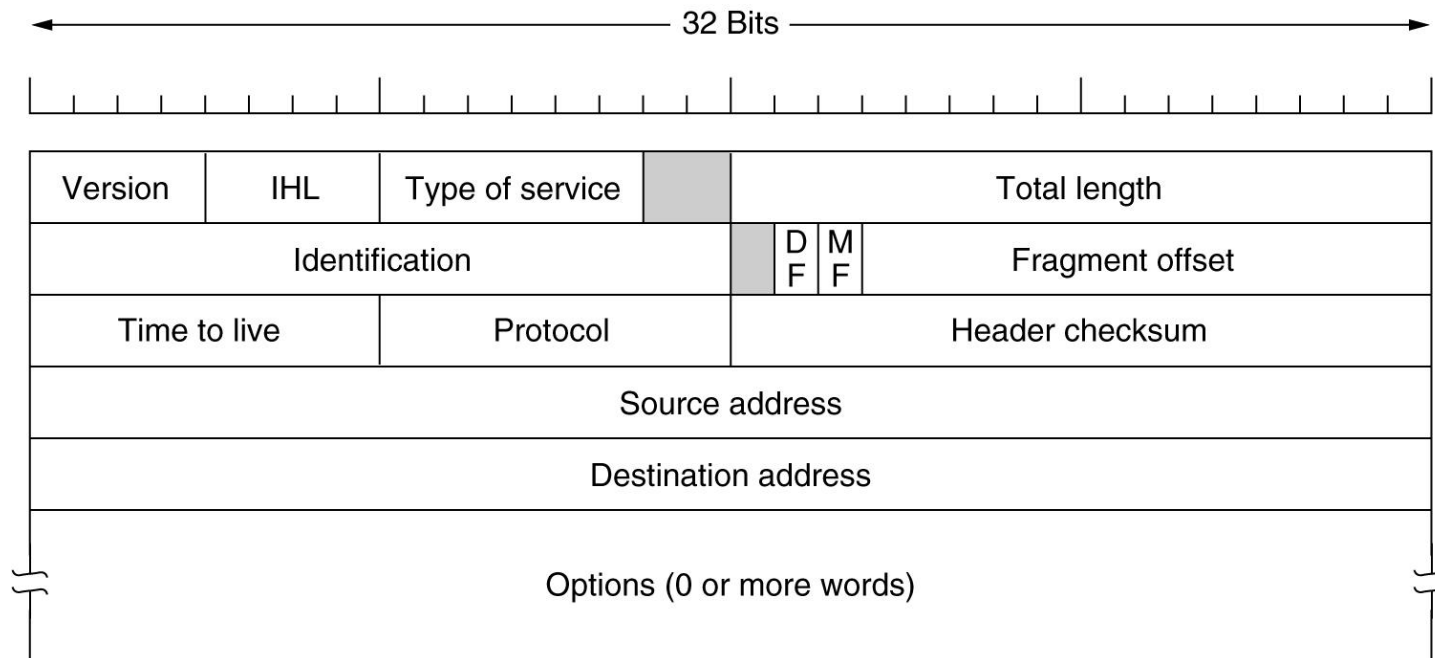 32 Bits
Version IHL Type of service Total length
Identification D F M F Fragment offset
Time to live Protocol Header checksum
Source address
Destination address
Options (0 or more words)